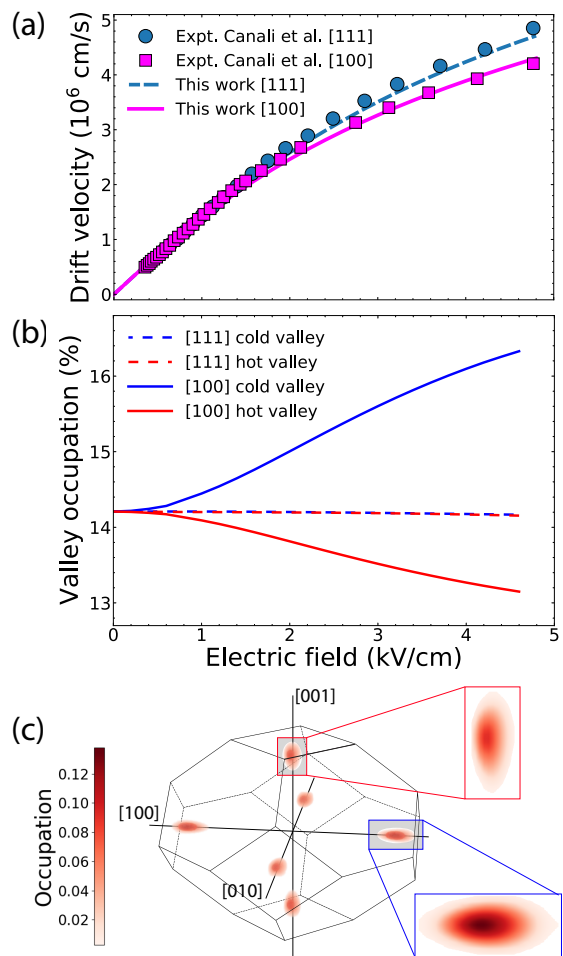 (a)
Expt. Canali et al. [111]
Expt. Canali et al. [100]
This work [111]
This work [100]
Drift velocity (10⁶ cm/s)
5
4
3
2
1
0
(b)
[111] cold valley
[111] hot valley
[100] cold valley
[100] hot valley
Valley occupation (%)
16
15
14
13
0
1
2
3
4
5
Electric field (kV/cm)
(c)
[001]
[100]
[010]
Occupation
0.12
0.10
0.08
0.06
0.04
0.02